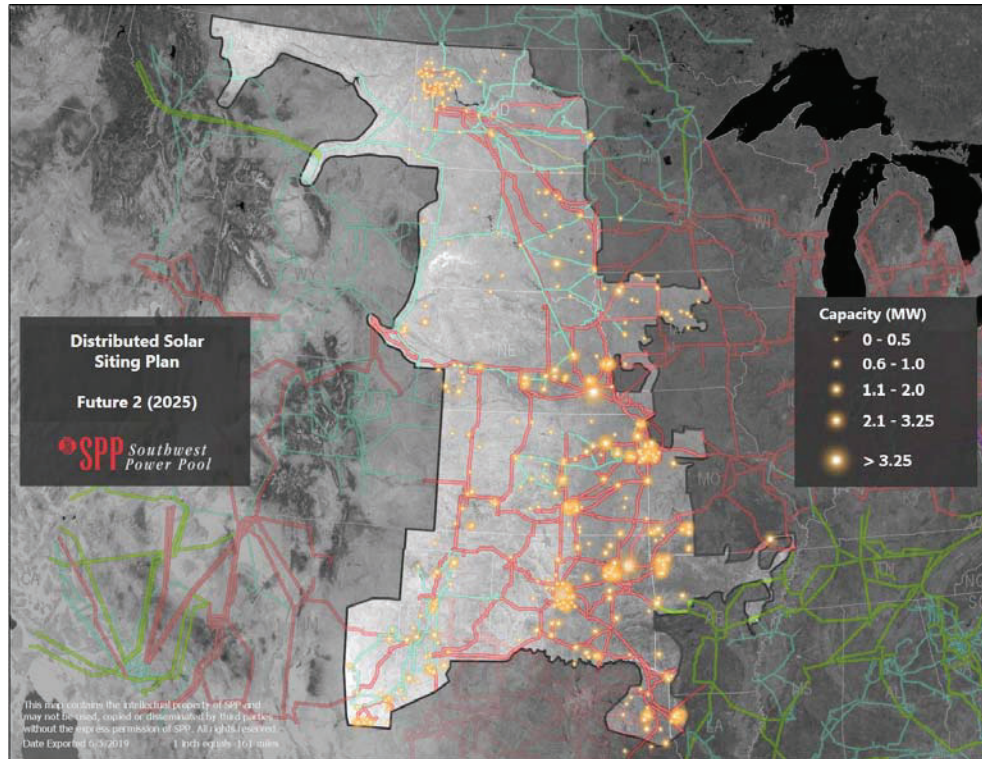 Distributed Solar
Siting Plan
Future 2 (2025)
SPP Southwest
Power Pool
Capacity (MW)
0 - 0.5
0.6 - 1.0
1.1 - 2.0
2.1 - 3.25
> 3.25
WY
NE
MO
CA
MS
LA
This map contains the intellectual property of SPP and
may not be used, copied or disseminated by third parties
without the express permission of SPP. All rights reserved.
Date Exported 6/3/2019 1 inch equals 161 miles